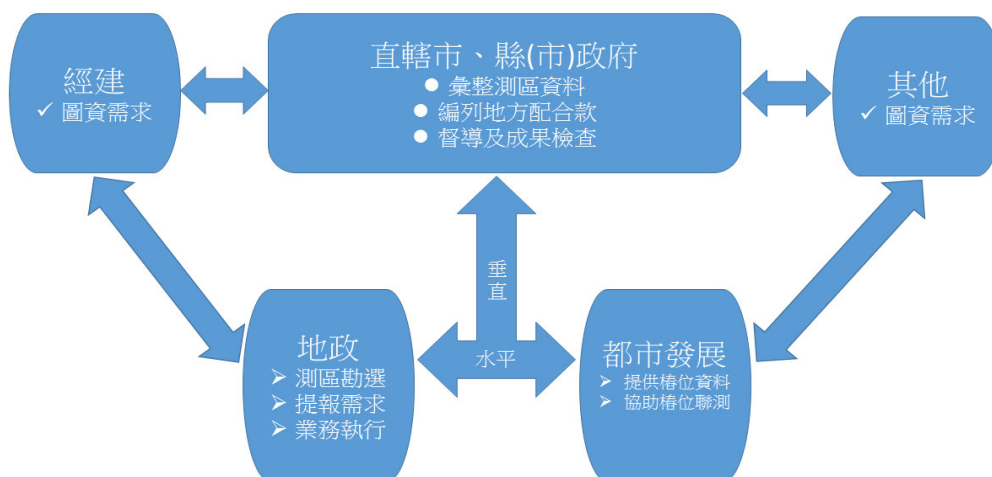 經建
✓ 圖資需求
直轄市、縣(市)政府
● 彙整測區資料
● 編列地方配合款
● 督導及成果檢查
其他
✓ 圖資需求
垂直
水平
地政
➢ 測區勘選
➢ 提報需求
➢ 業務執行
都市發展
➢ 提供樁位資料
➢ 協助樁位聯測